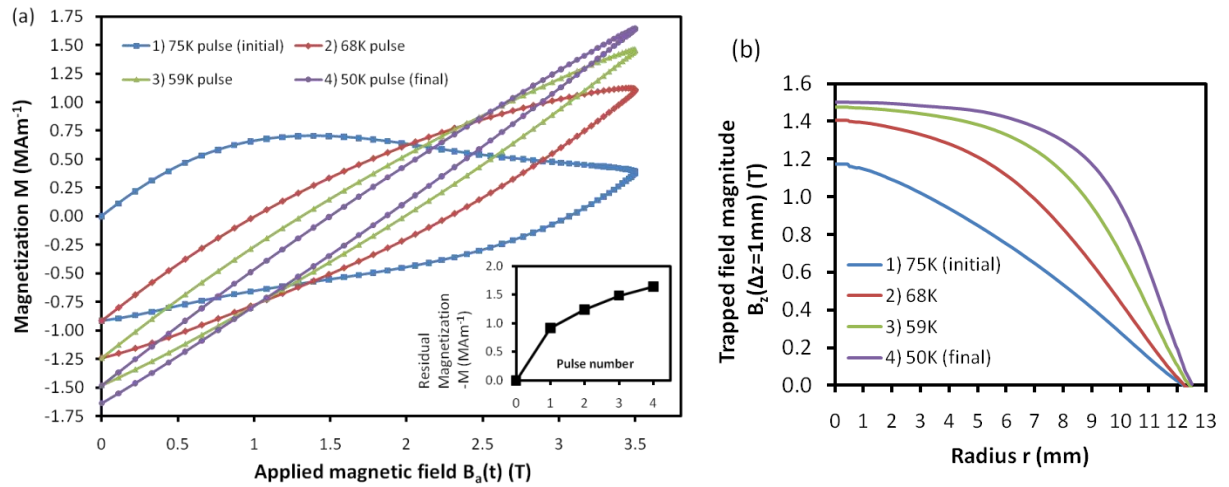 (a)
1.75
1.50
1.25
1.00
0.75
0.50
0.25
0.00
-0.25
-0.50
-0.75
-1.00
-1.25
-1.50
-1.75
Magnetization M (MAm⁻¹)
1) 75K pulse (initial)
2) 68K pulse
3) 59K pulse
4) 50K pulse (final)
0 0.5 1 1.5 2 2.5 3 3.5
Applied magnetic field Bₐ(t) (T)
2.0
1.5
1.0
0.5
0.0
Residual
Magnetization
-M (MAm⁻¹)
Pulse number
0 1 2 3 4
(b)
1.6
1.4
1.2
1.0
0.8
0.6
0.4
0.2
0.0
Trapped field magnitude
B_z(Δz=1mm) (T)
1) 75K (initial)
2) 68K
3) 59K
4) 50K (final)
0 1 2 3 4 5 6 7 8 9 10 11 12 13
Radius r (mm)